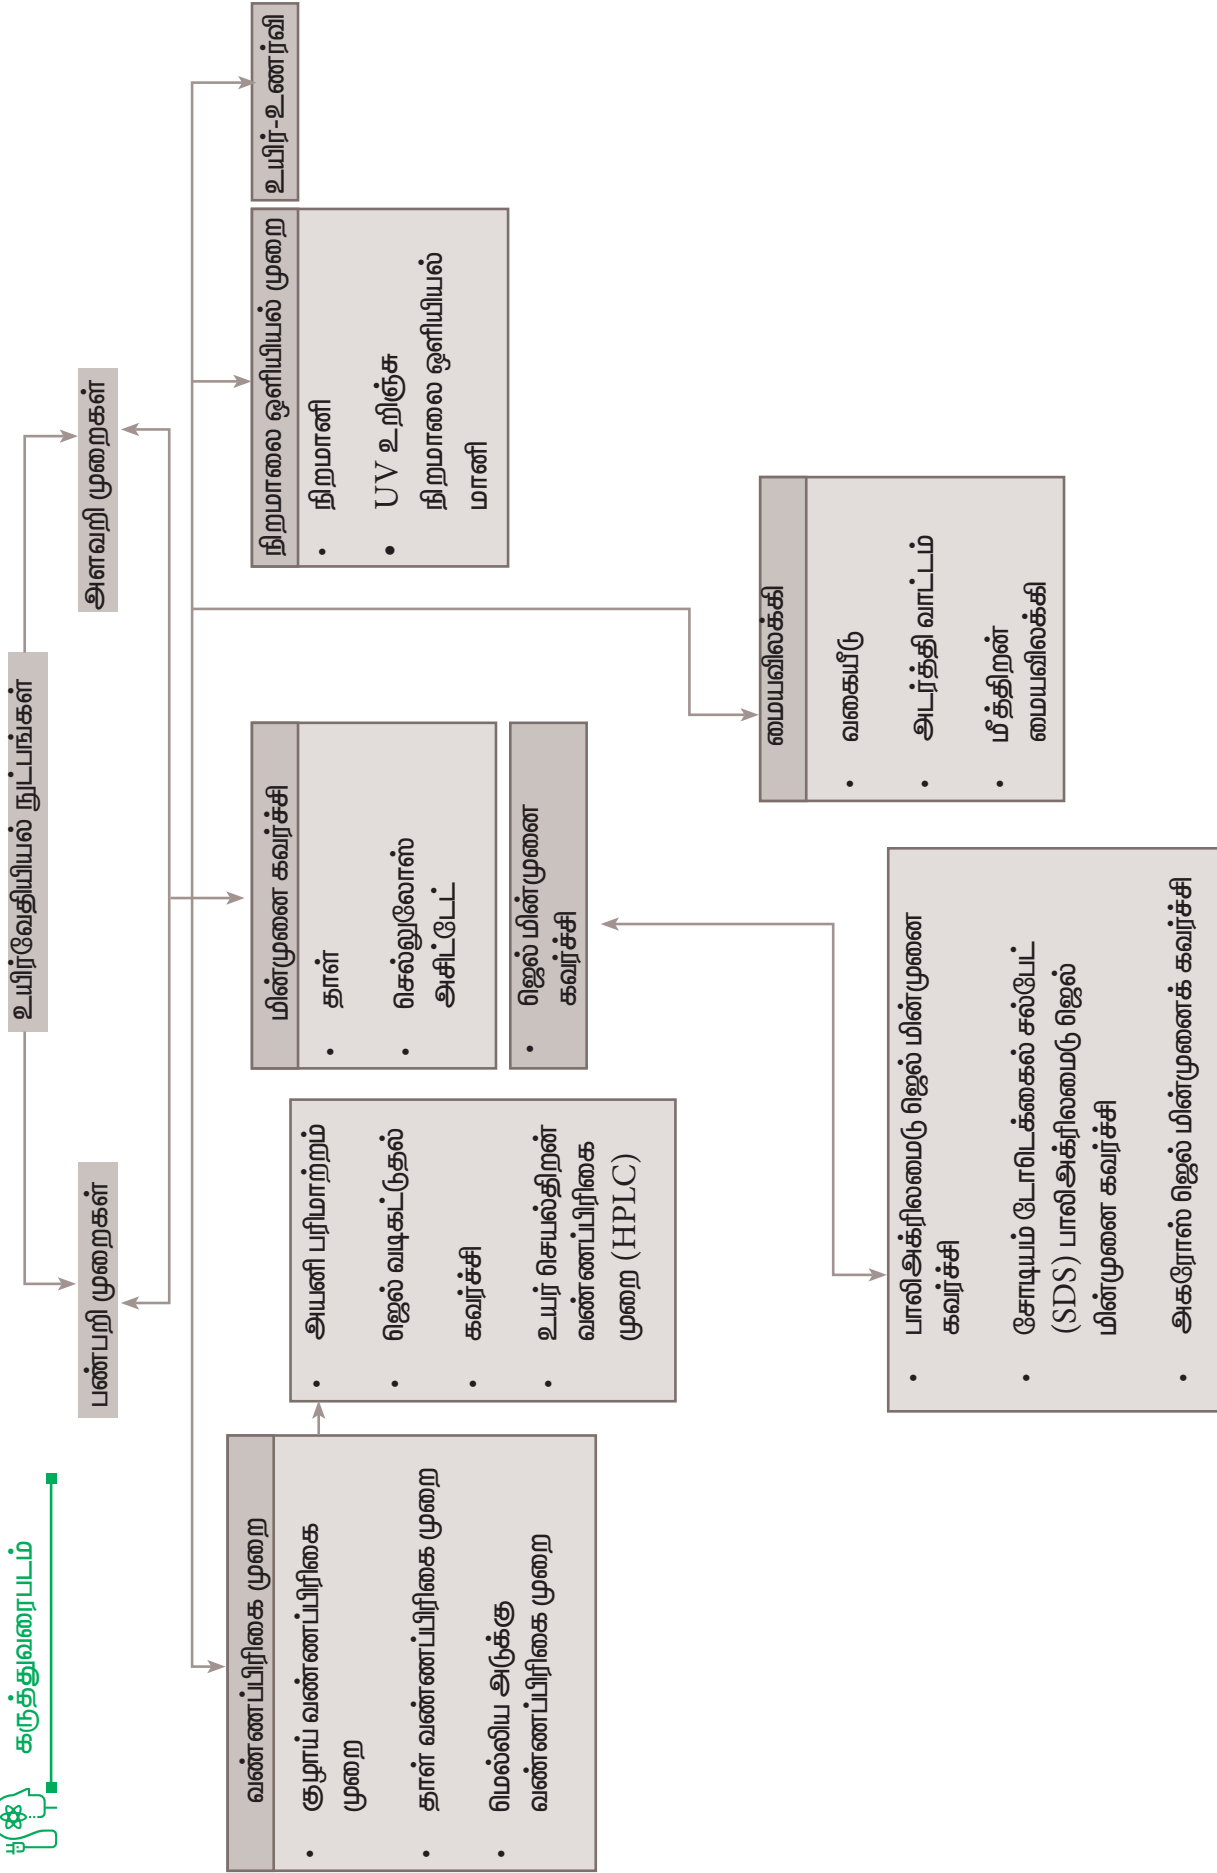 கருத்துவரைபடம்
உயிர்வேதியியல் நுட்பங்கள்
பண்பறி முறைகள்
அளவறி முறைகள்
வண்ணப்பிரிகை முறை
• குழாய் வண்ணப்பிரிகை
முறை
• தாள் வண்ணப்பிரிகை முறை
• மெல்லிய அடுக்கு
வண்ணப்பிரிகை முறை
• அயனி பரிமாற்றம்
• ஜெல் வடிகட்டுதல்
• கவர்ச்சி
• உயர் செயல்திறன்
வண்ணப்பிரிகை
முறை (HPLC)
மின்முனை கவர்ச்சி
• தாள்
• செல்லுலோஸ்
அசிட்டேட்
• ஜெல் மின்முனை
கவர்ச்சி
• பாலிஅக்ரிலமைடு ஜெல் மின்முனை
கவர்ச்சி
• சோடியம் டோடெக்கைல் சல்பேட்
(SDS) பாலிஅக்ரிலமைடு ஜெல்
மின்முனை கவர்ச்சி
• அகரோஸ் ஜெல் மின்முனைக் கவர்ச்சி
நிறமாலை ஒளியியல் முறை
• நிறமானி
• UV உறிஞ்சு
நிறமாலை ஒளியியல்
மானி
மையவிலக்கி
• வகையீடு
• அடர்த்தி வாட்டம்
• மீத்திறன்
மையவிலக்கி
உயிர்-உணர்வி